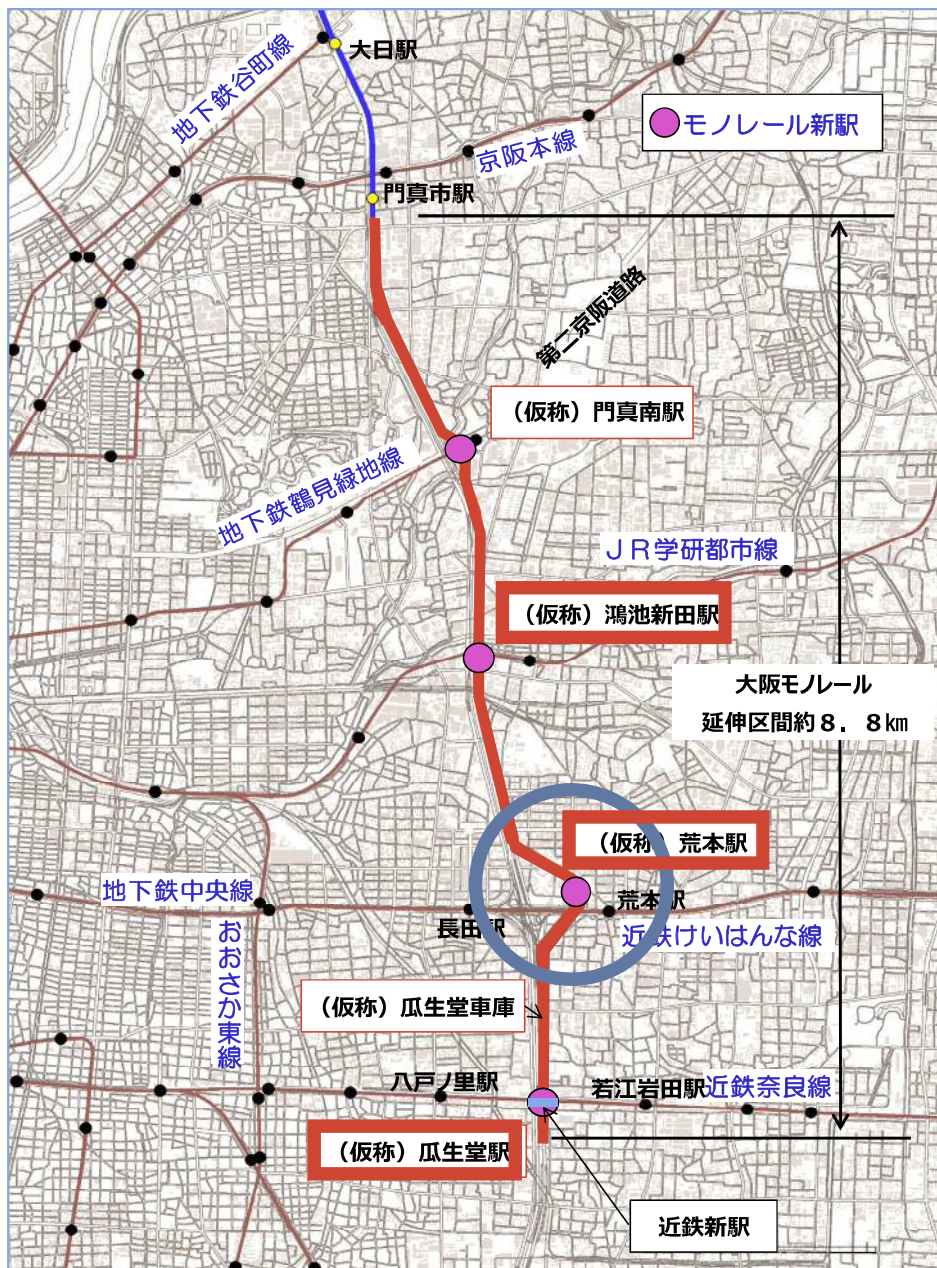 大日駅
地下鉄谷町線
モノレール新駅
京阪本線
門真市駅
第二京阪道路
（仮称）門真南駅
地下鉄鶴見緑地線
ＪＲ学研都市線
（仮称）鴻池新田駅
大阪モノレール
延伸区間約８．８㎞
（仮称）荒本駅
地下鉄中央線
荒本駅
長田駅
近鉄けいはんな線
おおさか東線
（仮称）瓜生堂車庫
八戸ノ里駅
若江岩田駅
近鉄奈良線
（仮称）瓜生堂駅
近鉄新駅